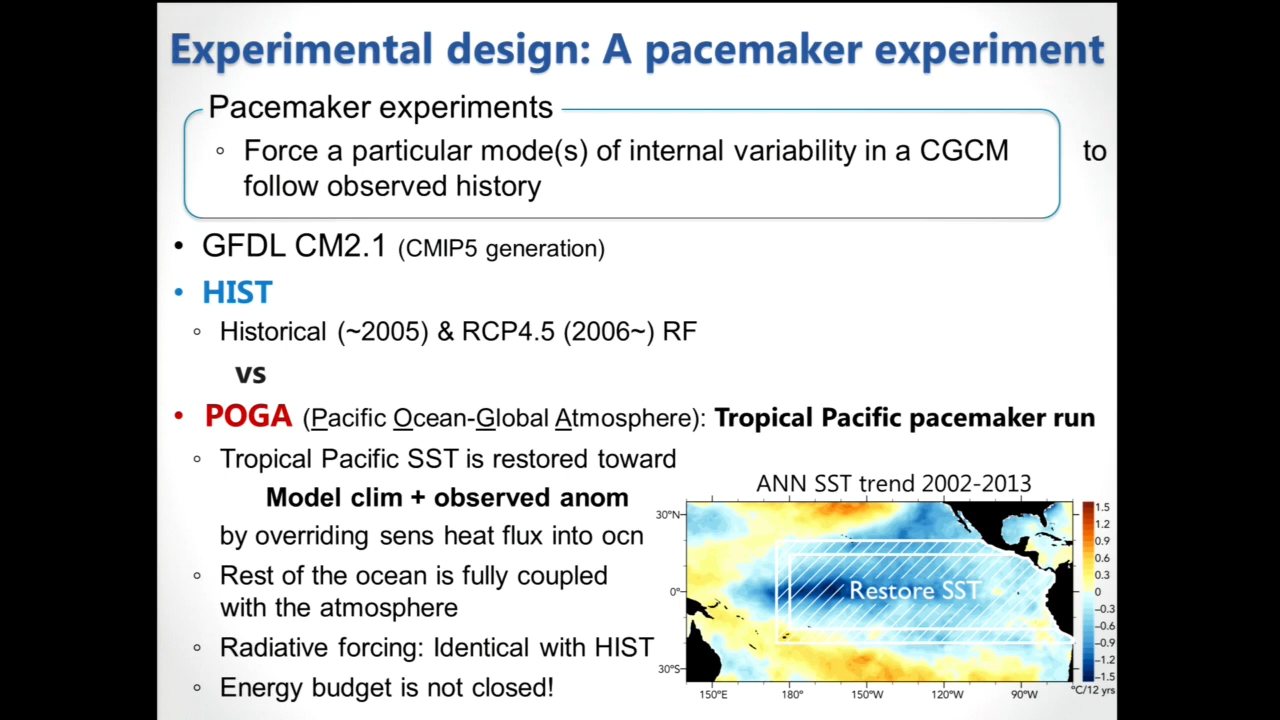 Experimental design: A pacemaker experiment
Pacemaker experiments
◦ Force a particular mode(s) of internal variability in a CGCM to
follow observed history
• GFDL CM2.1 (CMIP5 generation)
• HIST
◦ Historical (~2005) & RCP4.5 (2006~) RF
vs
• POGA (Pacific Ocean-Global Atmosphere): Tropical Pacific pacemaker run
◦ Tropical Pacific SST is restored toward
Model clim + observed anom
by overriding sens heat flux into ocn
◦ Rest of the ocean is fully coupled
with the atmosphere
◦ Radiative forcing: Identical with HIST
◦ Energy budget is not closed!
ANN SST trend 2002-2013
30°N
0°
30°S
Restore SST
150°E 180° 150°W 120°W 90°W
1.5
1.2
0.9
0.6
0.3
0
−0.3
−0.6
−0.9
−1.2
−1.5
°C/12 yrs